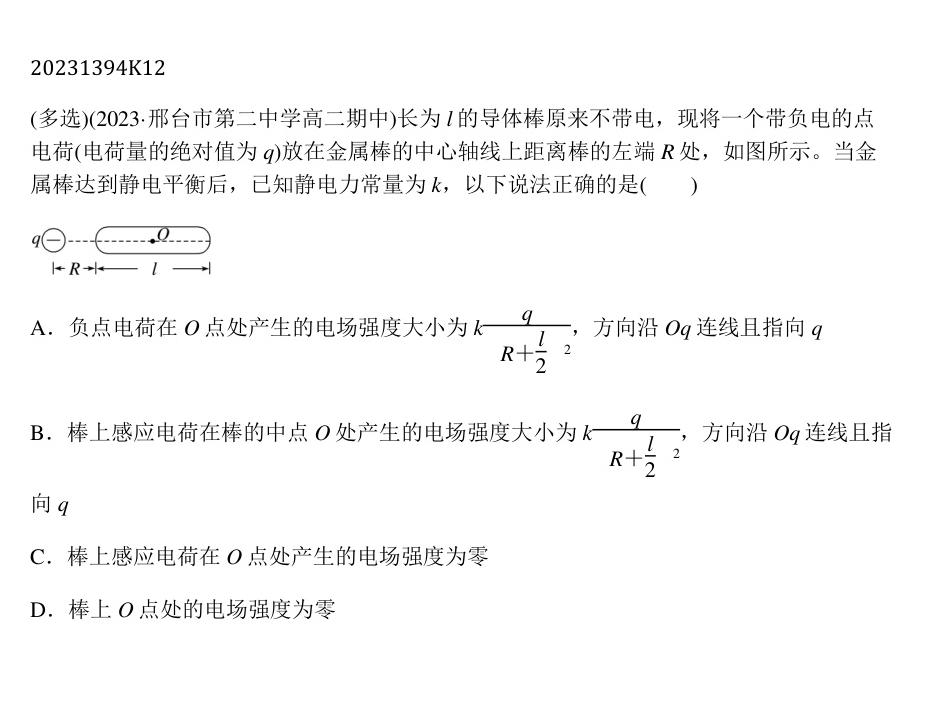 20231394K12
(多选)(2023·邢台市第二中学高二期中)长为 l 的导体棒原来不带电，现将一个带负电的点
电荷(电荷量的绝对值为 q)放在金属棒的中心轴线上距离棒的左端 R 处，如图所示。当金
属棒达到静电平衡后，已知静电力常量为 k，以下说法正确的是(　　)
q − O
R l
A．负点电荷在 O 点处产生的电场强度大小为 k\frac{q}{R+\frac{l}{2}^2}，方向沿 Oq 连线且指向 q
B．棒上感应电荷在棒的中点 O 处产生的电场强度大小为 k\frac{q}{R+\frac{l}{2}^2}，方向沿 Oq 连线且指
向 q
C．棒上感应电荷在 O 点处产生的电场强度为零
D．棒上 O 点处的电场强度为零